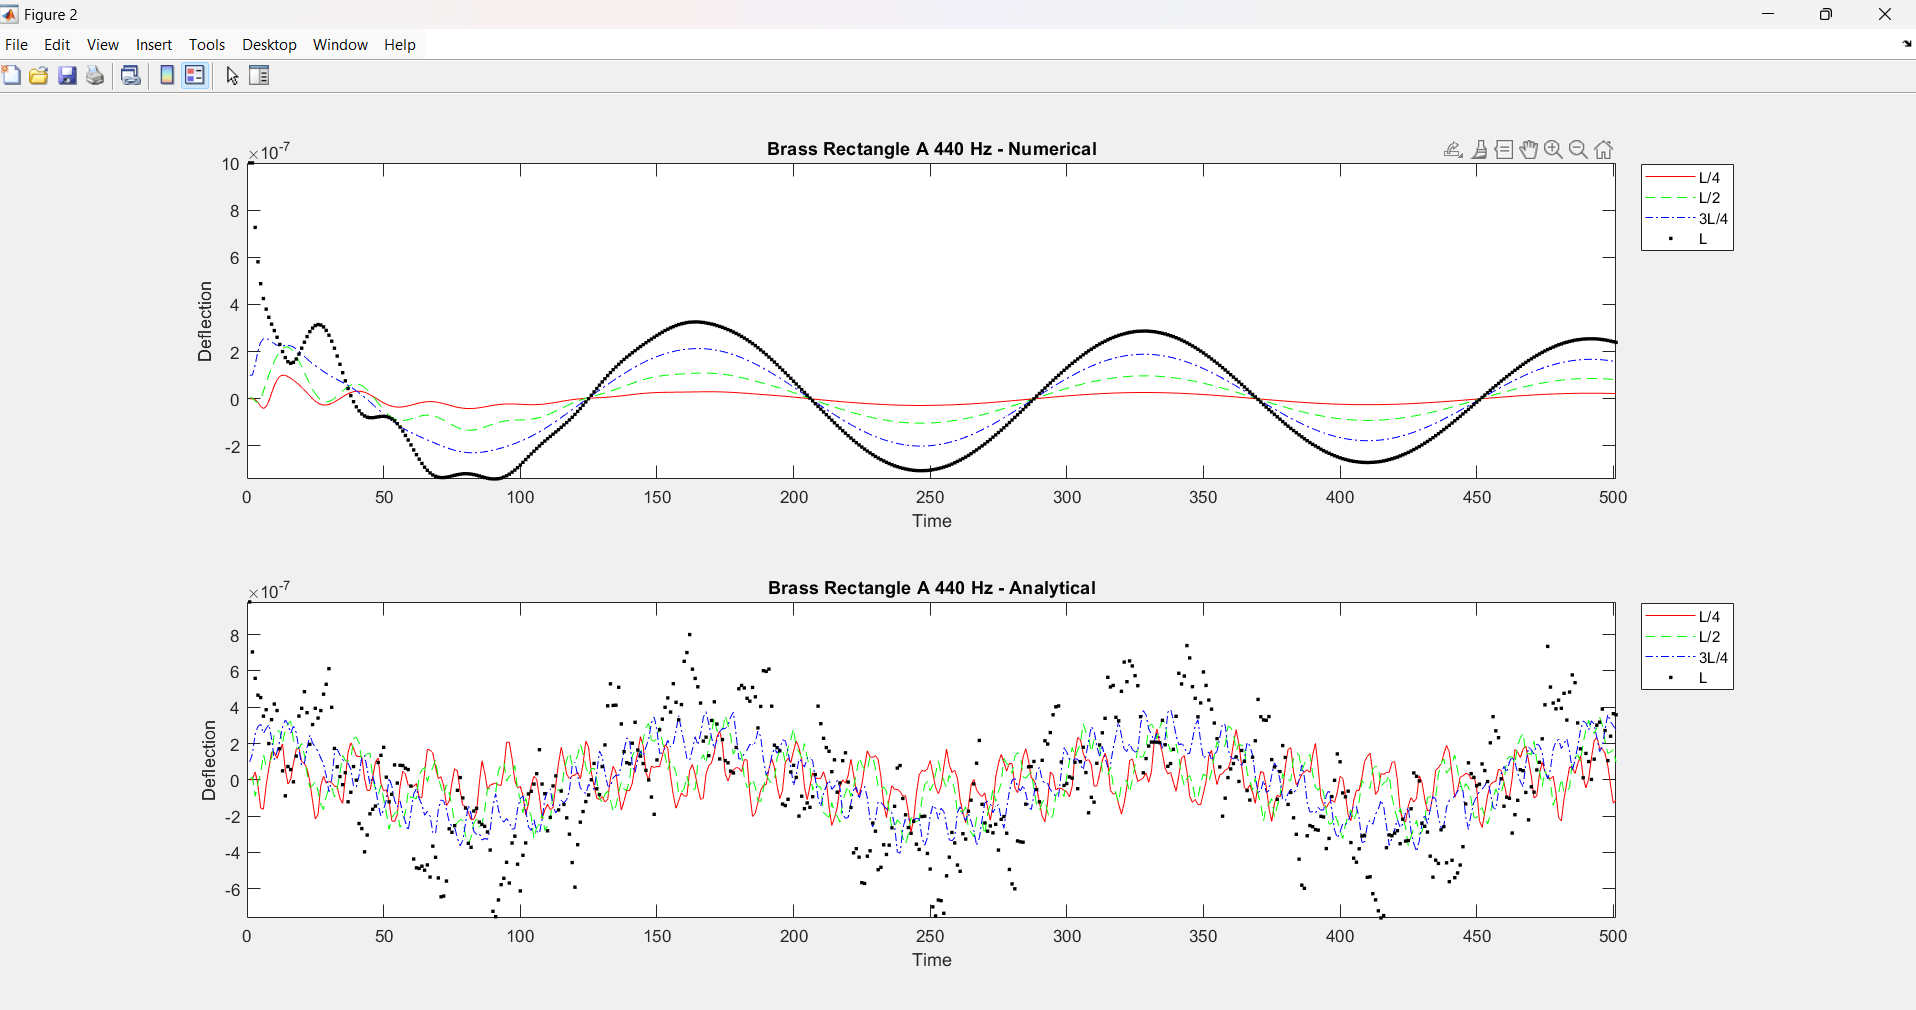 Figure 2
File Edit View Insert Tools Desktop Window Help
Brass Rectangle A 440 Hz - Numerical
×10-7
10
8
6
4
2
0
-2
Deflection
0 50 100 150 200 250 300 350 400 450 500
Time
L/4
L/2
3L/4
L
Brass Rectangle A 440 Hz - Analytical
×10-7
8
6
4
2
0
-2
-4
-6
Deflection
0 50 100 150 200 250 300 350 400 450 500
Time
L/4
L/2
3L/4
L